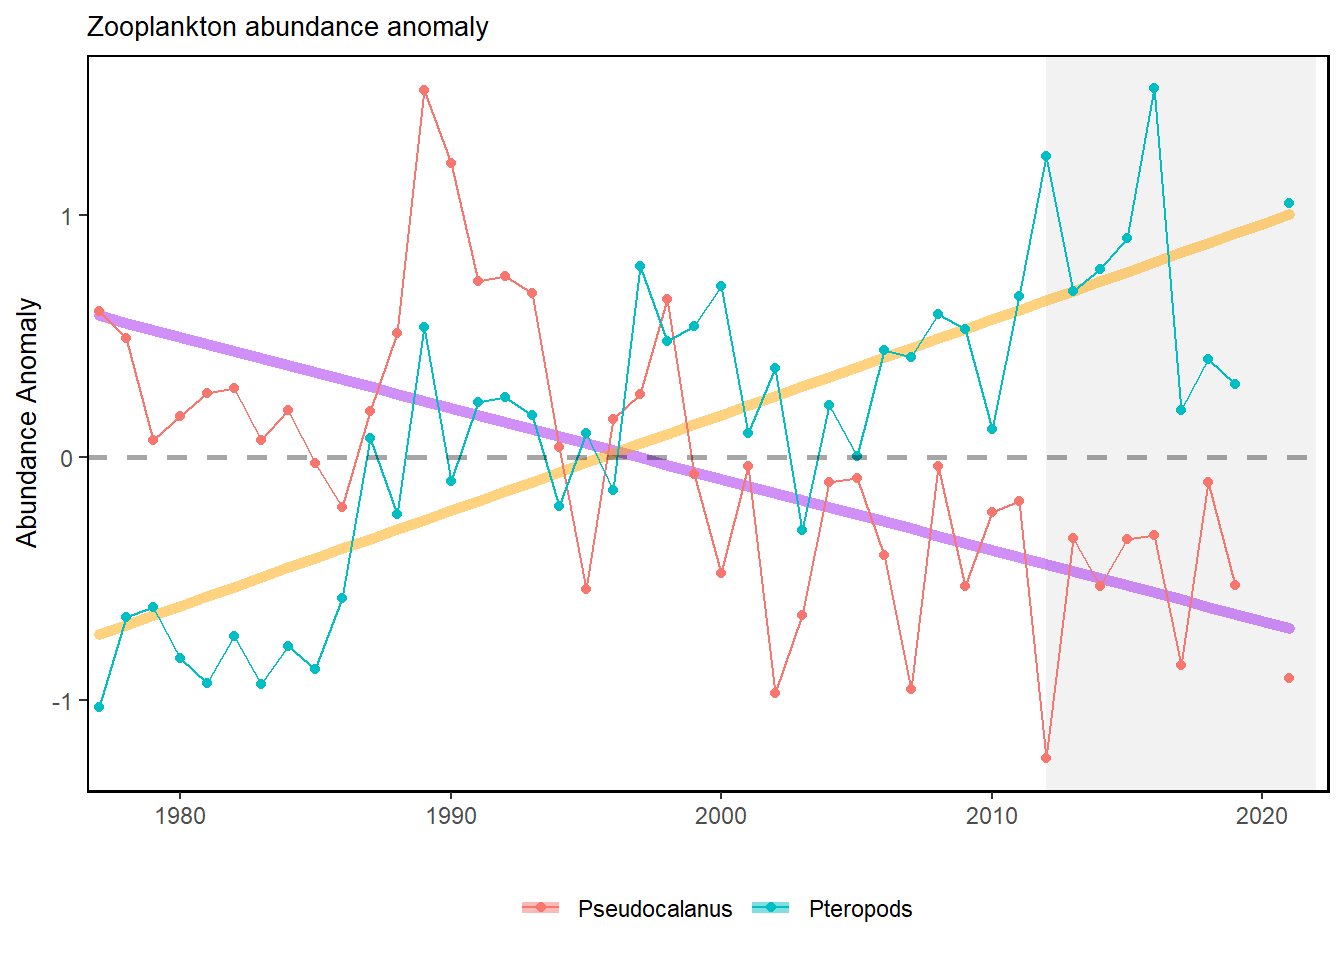 Zooplankton abundance anomaly
Abundance Anomaly
1
0
-1
1980 1990 2000 2010 2020
Pseudocalanus Pteropods